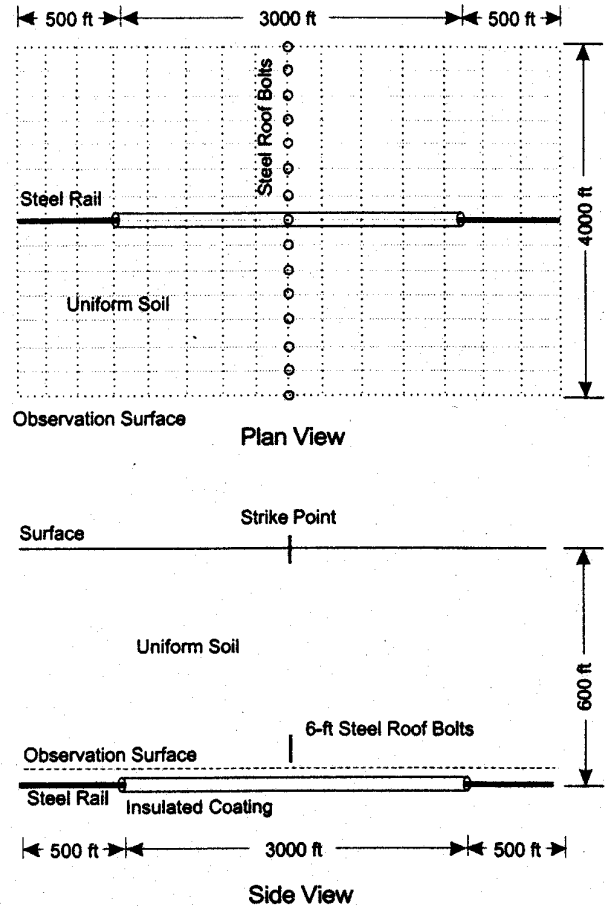 500 ft 3000 ft 500 ft
Steel Roof Bolts
Steel Rail
4000 ft
Uniform Soil
Observation Surface
Plan View
Strike Point
Surface
Uniform Soil
600 ft
6-ft Steel Roof Bolts
Observation Surface
Steel Rail
Insulated Coating
500 ft 3000 ft 500 ft
Side View